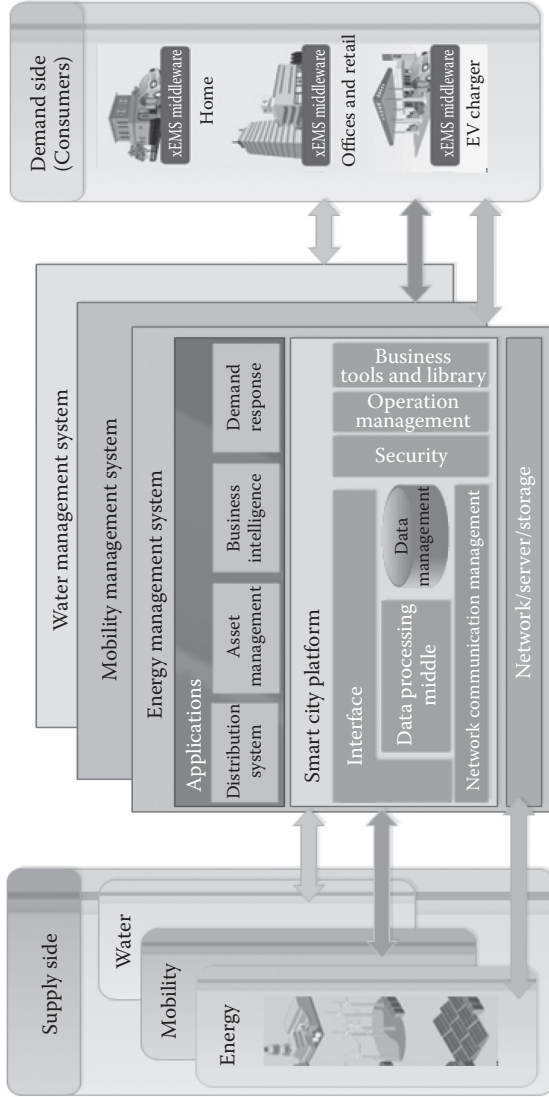 Supply side
Water
Mobility
Energy
Water management system
Mobility management system
Energy management system
Applications
Distribution
system
Asset
management
Business
intelligence
Demand
response
Smart city platform
Interface
Data processing
middle
Data
management
Network communication management
Security
Operation
management
Business
tools and library
Network/server/storage
Demand side
(Consumers)
xEMS middleware
Home
xEMS middleware
Offices and retail
xEMS middleware
EV charger